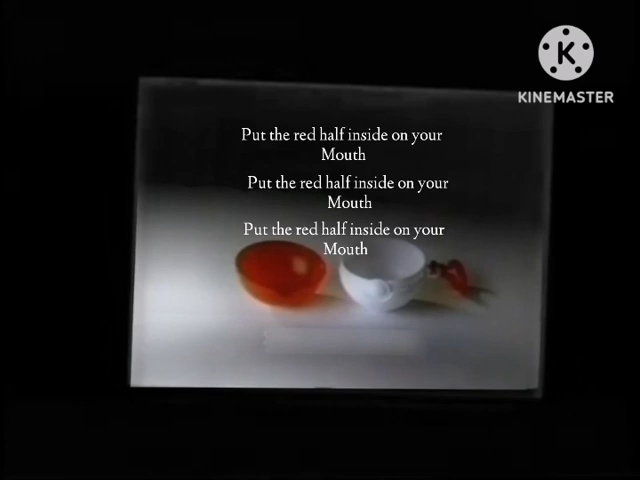 KINEMASTER
Put the red half inside on your
Mouth
Put the red half inside on your
Mouth
Put the red half inside on your
Mouth